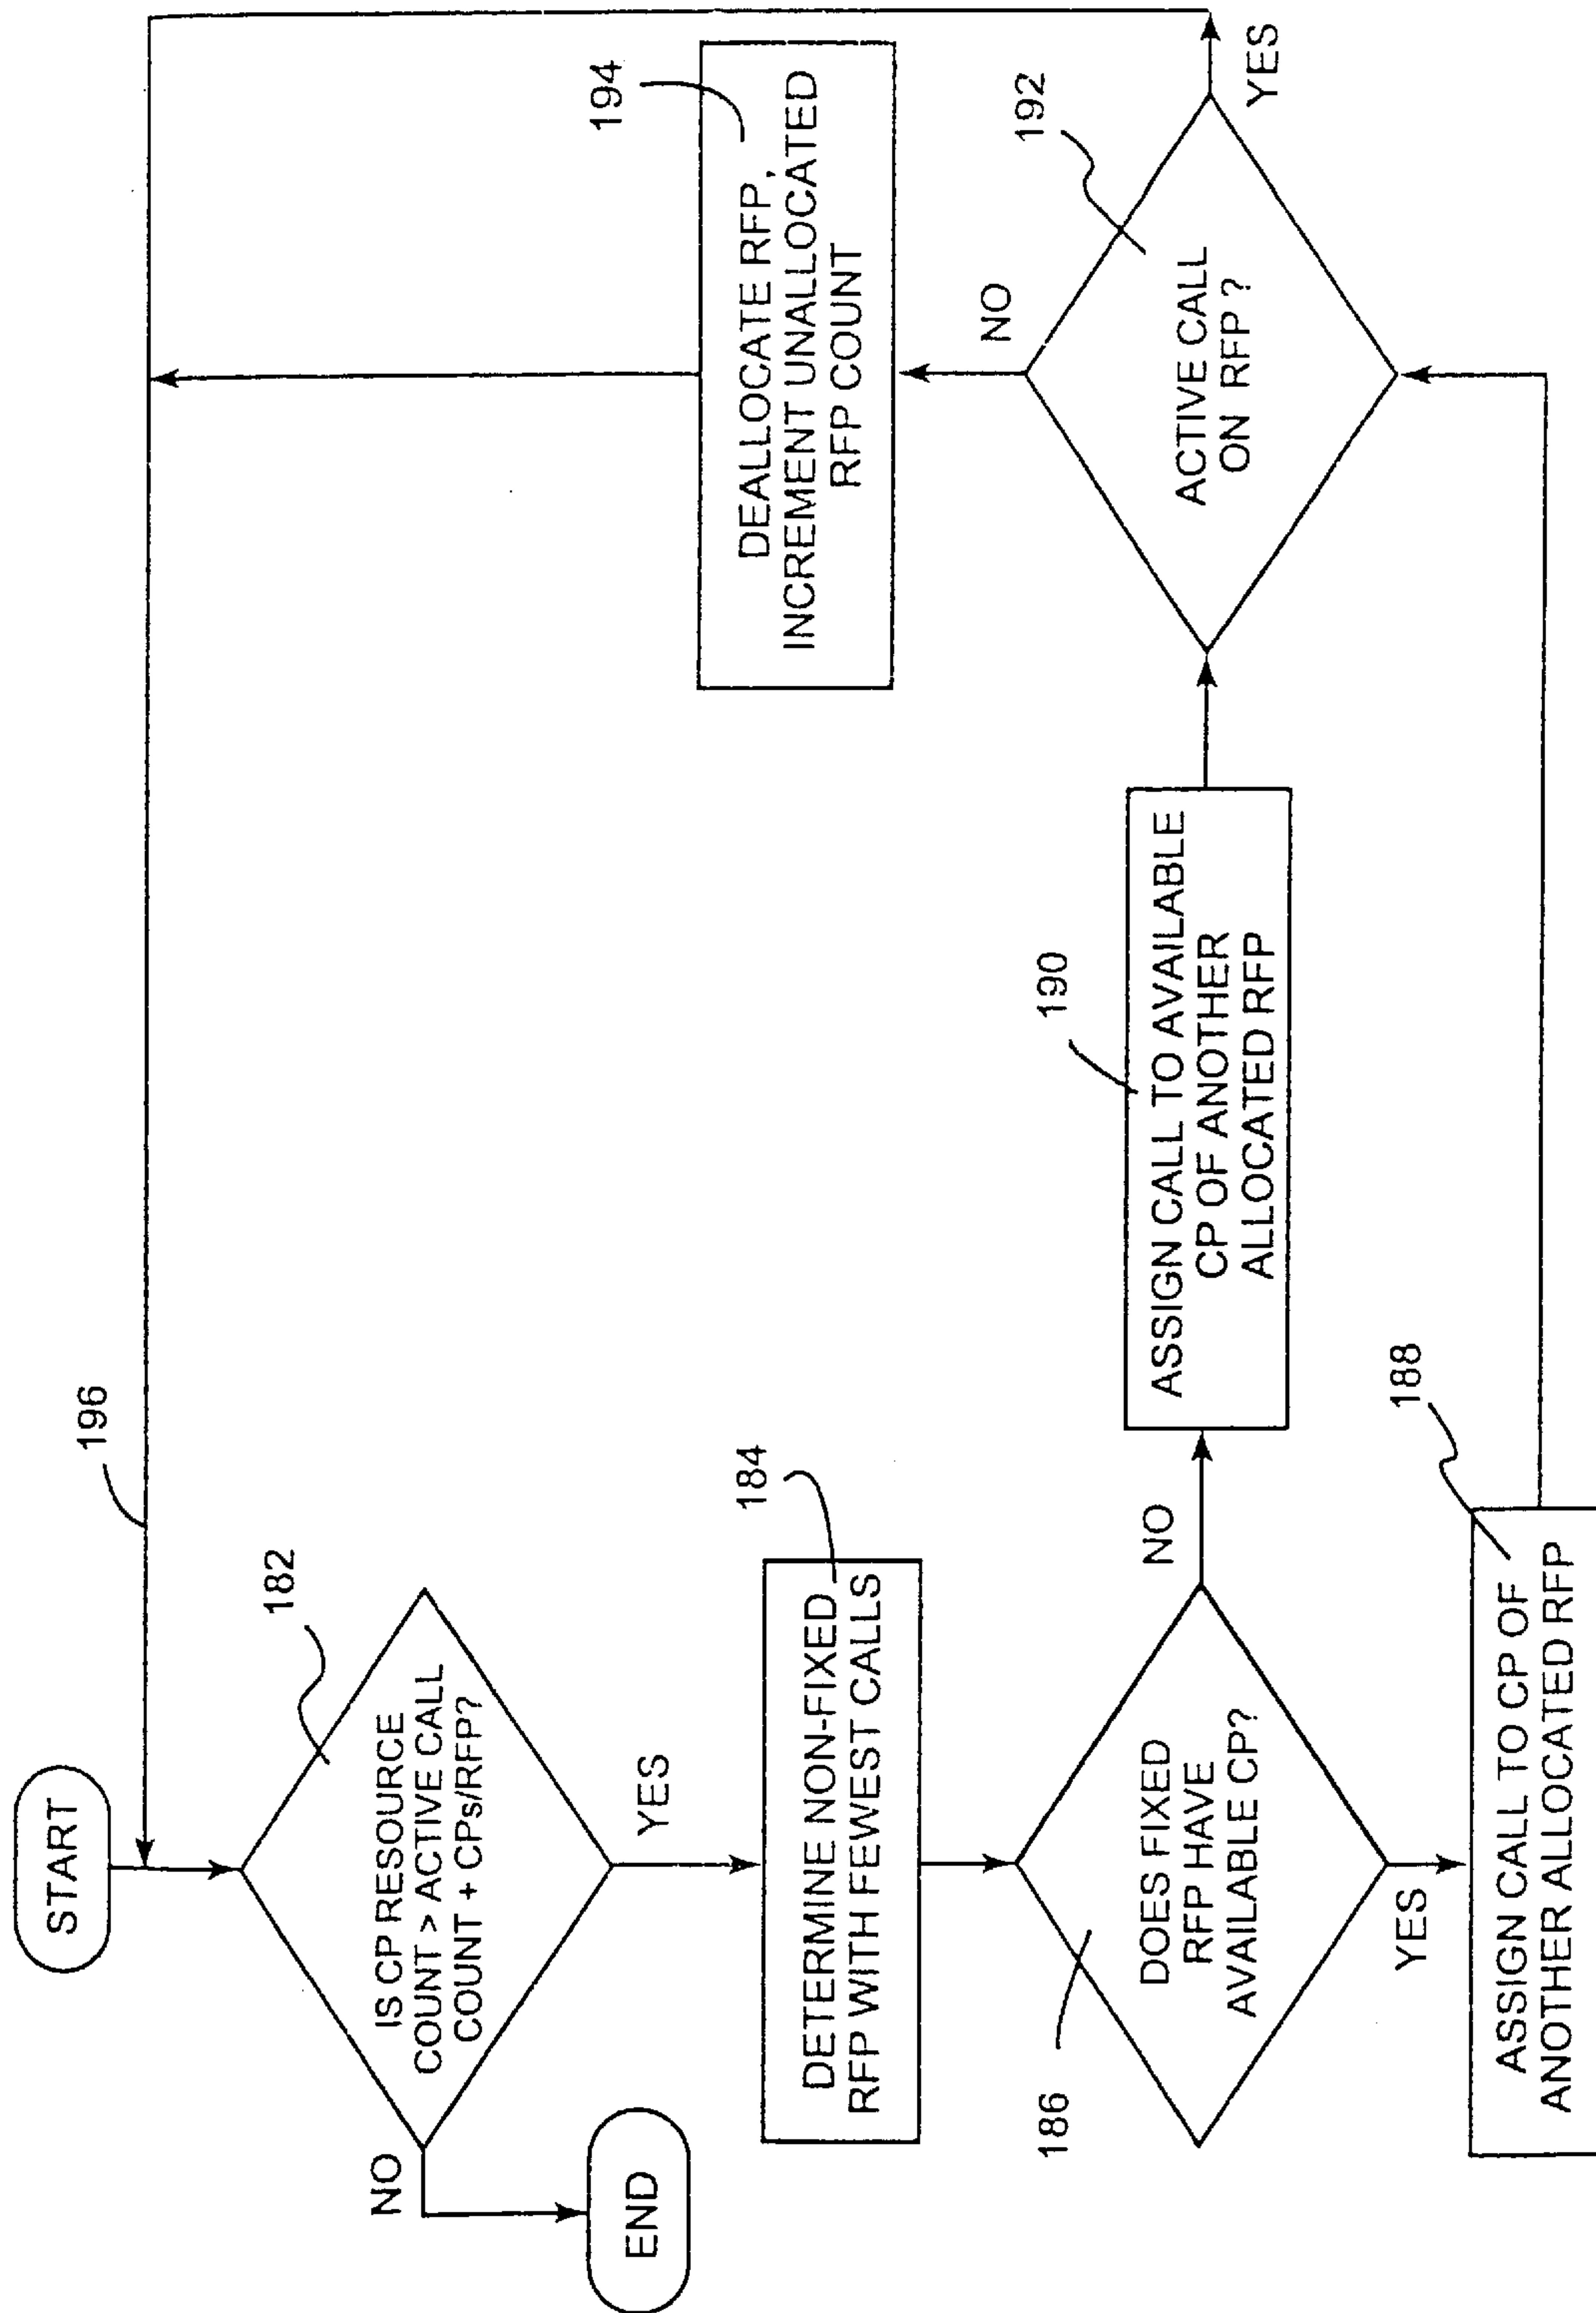 START
196
182
IS CP RESOURCE
COUNT > ACTIVE CALL
COUNT + CPs/RFP?
NO
END
YES
184
DETERMINE NON-FIXED
RFP WITH FEWEST CALLS
186
DOES FIXED
RFP HAVE
AVAILABLE CP?
NO
YES
188
ASSIGN CALL TO CP OF
ANOTHER ALLOCATED RFP
190
ASSIGN CALL TO AVAILABLE
CP OF ANOTHER
ALLOCATED RFP
192
ACTIVE CALL
ON RFP?
NO
YES
194
DEALLOCATE RFP,
INCREMENT UNALLOCATED
RFP COUNT